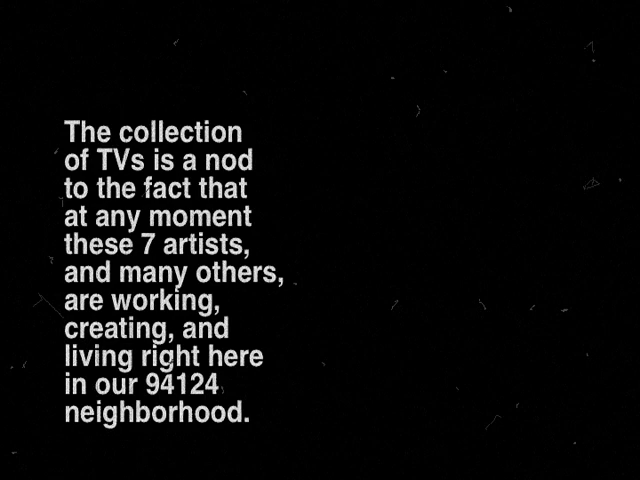 The collection
of TVs is a nod
to the fact that
at any moment
these 7 artists,
and many others,
are working,
creating, and
living right here
in our 94124
neighborhood.